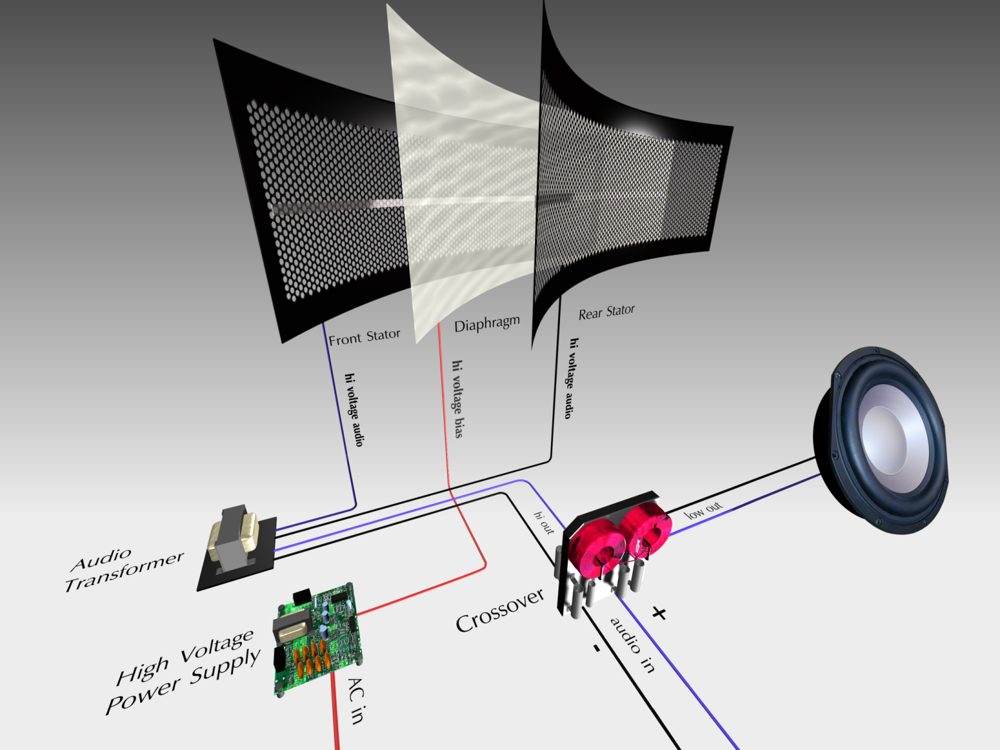 Front Stator
Diaphragm
Rear Stator
hi voltage audio
hi voltage bias
hi voltage audio
hi out
low out
Audio
Transformer
Crossover
+
-
audio in
High Voltage
Power Supply
AC in